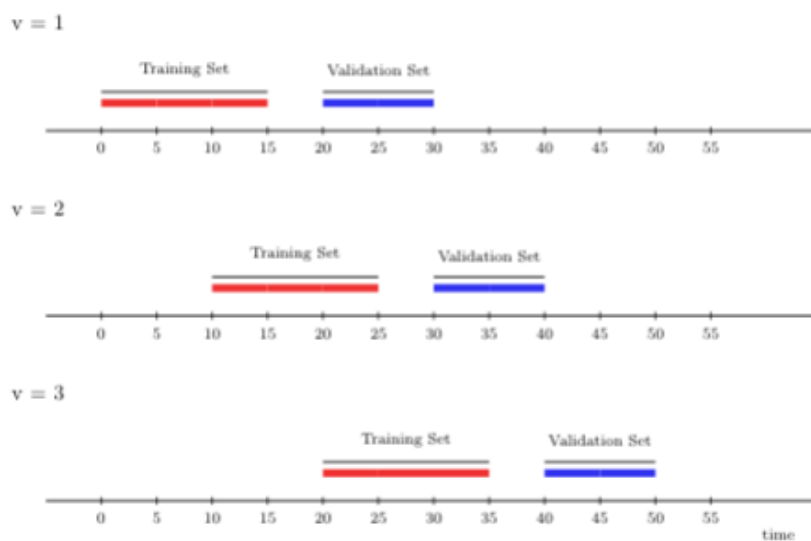 v = 1
Training Set Validation Set
0 5 10 15 20 25 30 35 40 45 50 55
v = 2
Training Set Validation Set
0 5 10 15 20 25 30 35 40 45 50 55
v = 3
Training Set Validation Set
0 5 10 15 20 25 30 35 40 45 50 55
time